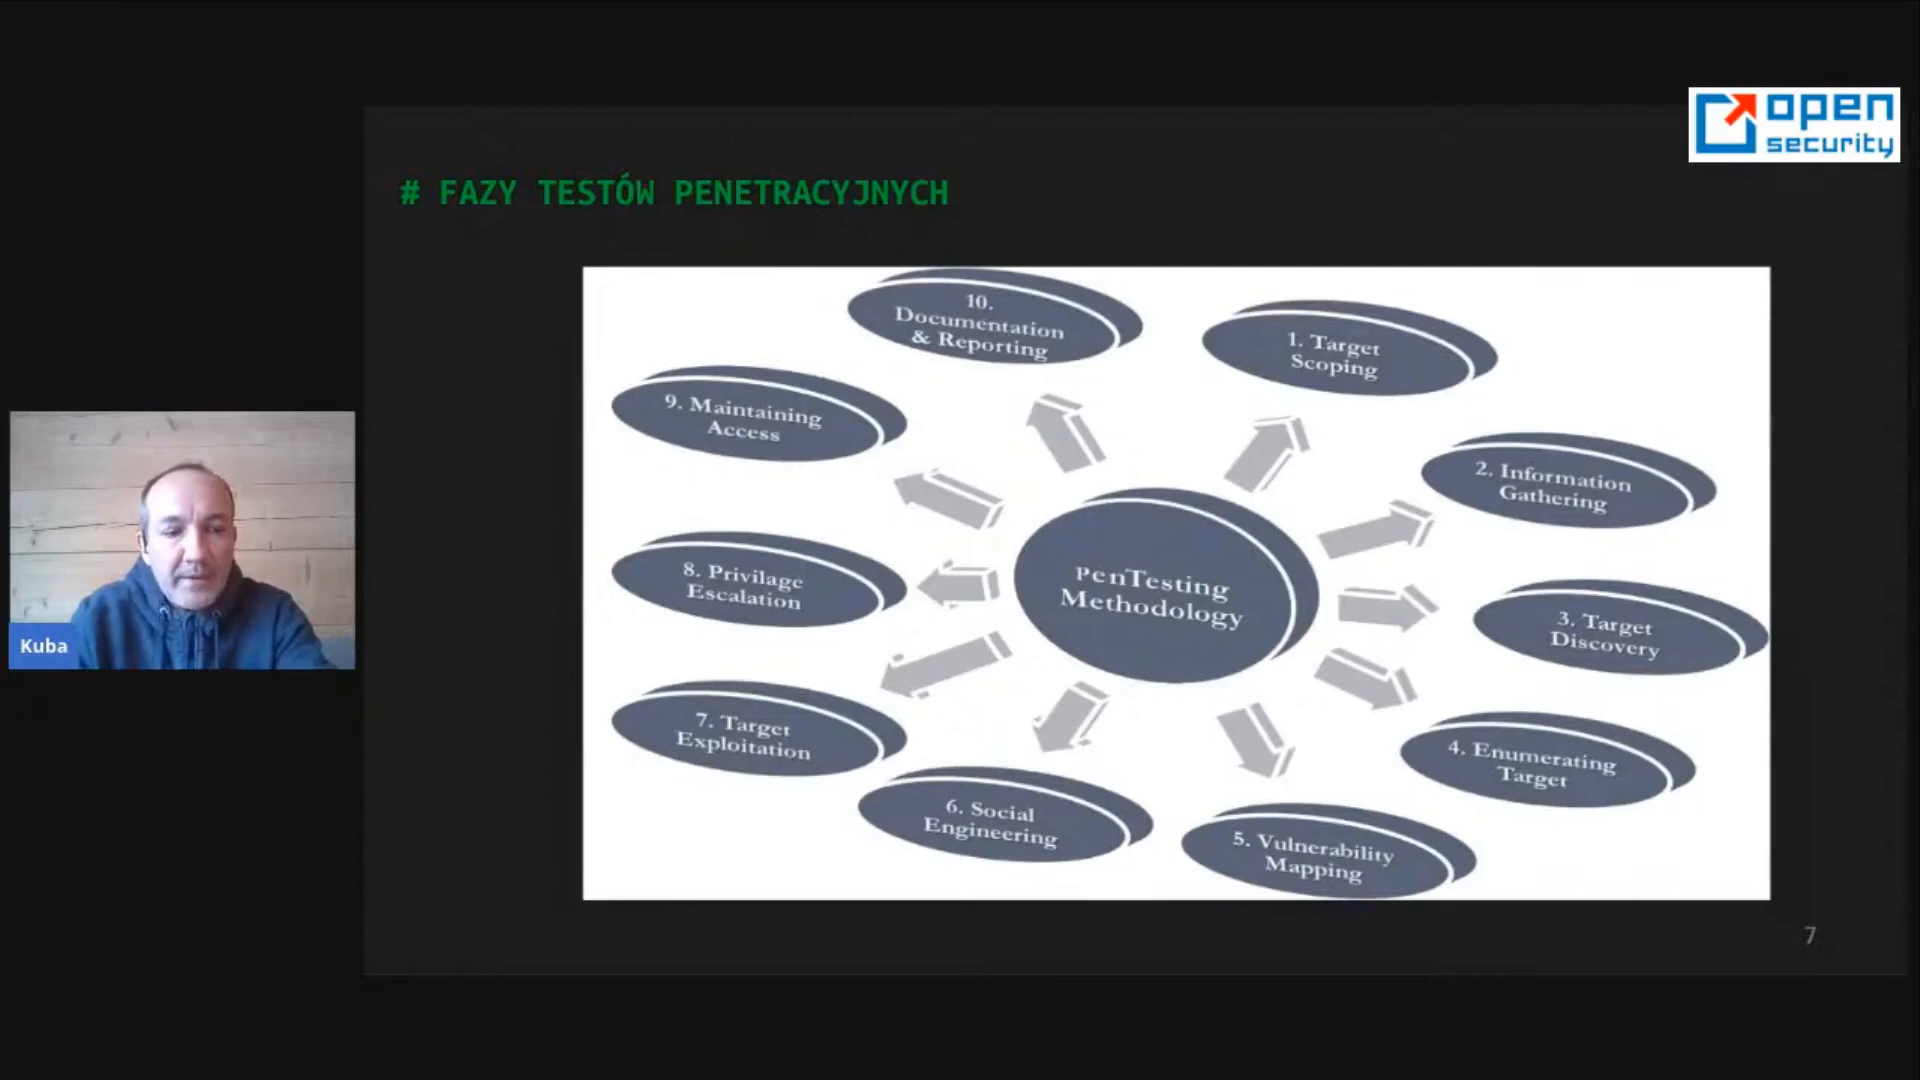 open
security
# FAZY TESTÓW PENETRACYJNYCH
10.
Documentation
& Reporting
1. Target
Scoping
9. Maintaining
Access
2. Information
Gathering
8. Privilage
Escalation
PenTesting
Methodology
3. Target
Discovery
7. Target
Exploitation
4. Enumerating
Target
6. Social
Engineering
5. Vulnerability
Mapping
Kuba
7